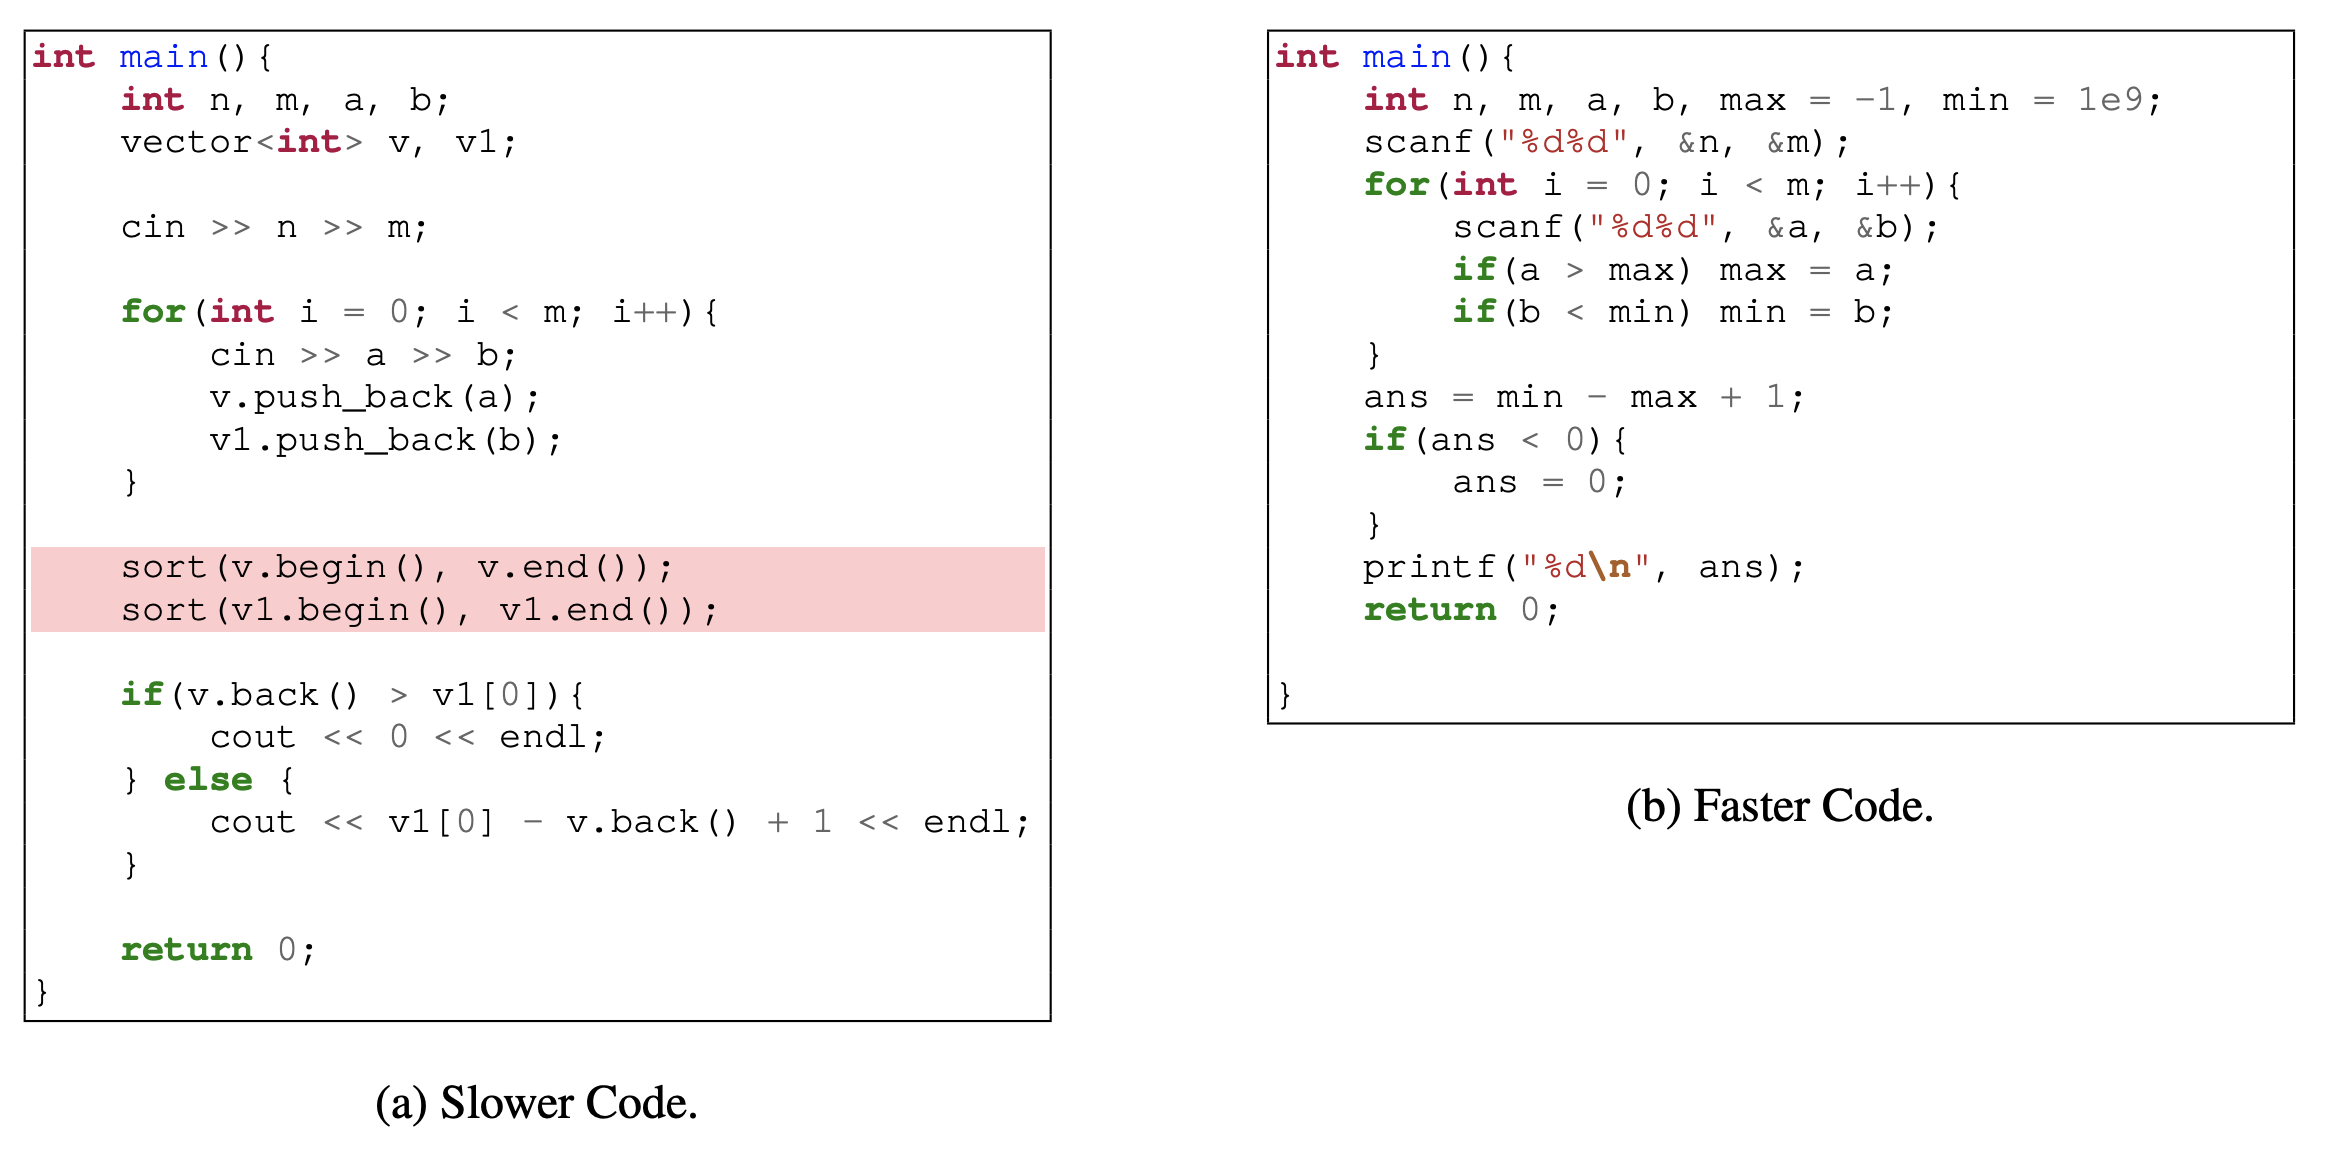 int main(){
    int n, m, a, b;
    vector<int> v, v1;

    cin >> n >> m;

    for(int i = 0; i < m; i++){
        cin >> a >> b;
        v.push_back(a);
        v1.push_back(b);
    }

    sort(v.begin(), v.end());
    sort(v1.begin(), v1.end());

    if(v.back() > v1[0]){
        cout << 0 << endl;
    } else {
        cout << v1[0] - v.back() + 1 << endl;
    }

    return 0;
}
(a) Slower Code.
int main(){
    int n, m, a, b, max = -1, min = 1e9;
    scanf("%d%d", &n, &m);
    for(int i = 0; i < m; i++){
        scanf("%d%d", &a, &b);
        if(a > max) max = a;
        if(b < min) min = b;
    }
    ans = min - max + 1;
    if(ans < 0){
        ans = 0;
    }
    printf("%d\n", ans);
    return 0;

}
(b) Faster Code.